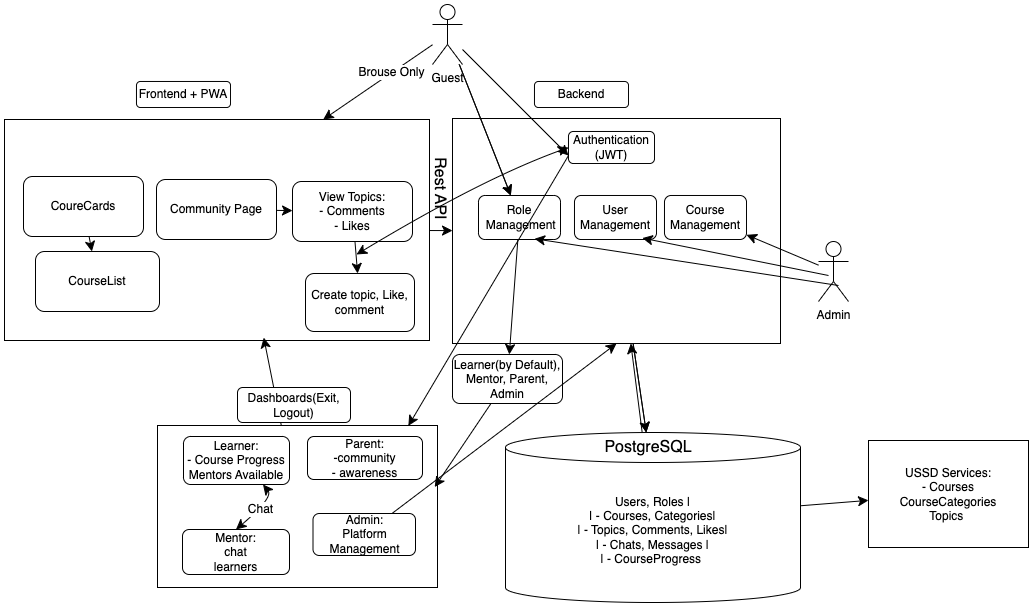 Brouse Only
Guest
Frontend + PWA
Backend
Authentication
(JWT)
Rest API
CoureCards
Community Page
View Topics:
- Comments
- Likes
Role
Management
User
Management
Course
Management
CourseList
Create topic, Like,
comment
Admin
Learner(by Default),
Mentor, Parent,
Admin
Dashboards(Exit,
Logout)
Learner:
- Course Progress
Mentors Available
Parent:
-community
- awareness
Chat
Mentor:
chat
learners
Admin:
Platform
Management
PostgreSQL
Users, Roles |
| - Courses, Categories|
| - Topics, Comments, Likes|
| - Chats, Messages |
| - CourseProgress
USSD Services:
- Courses
CourseCategories
Topics